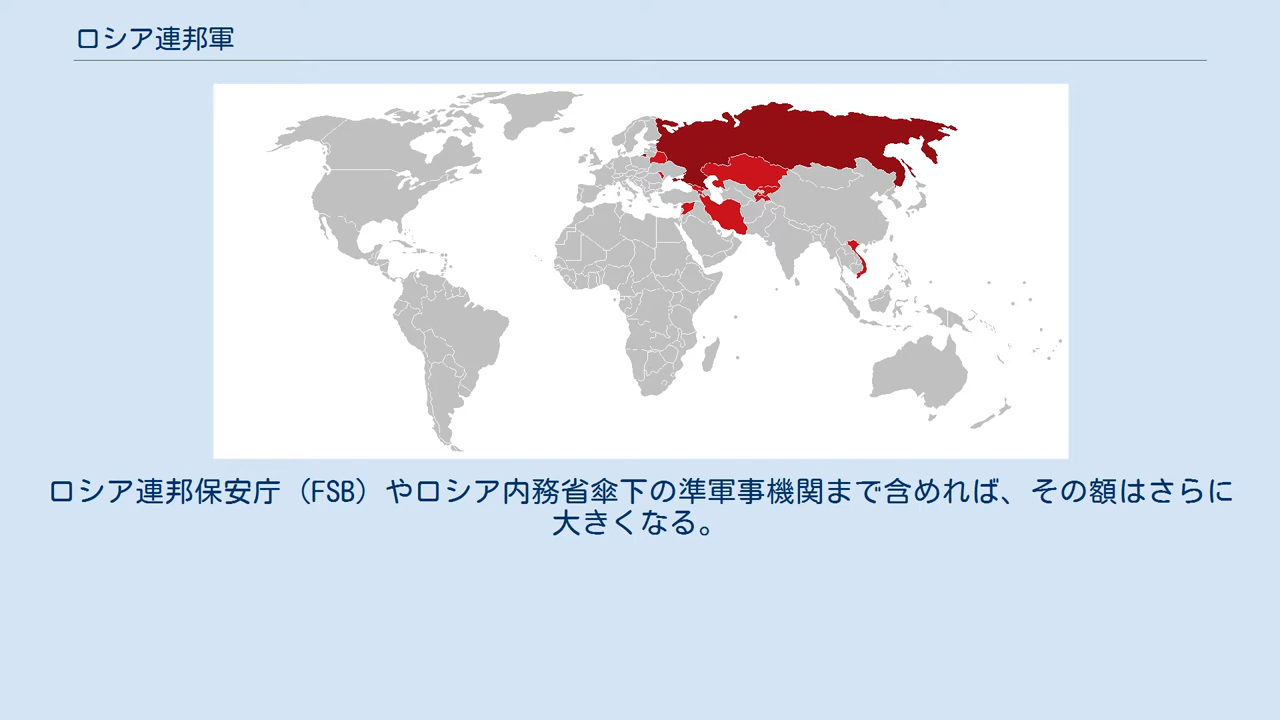 ロシア連邦軍
ロシア連邦保安庁（FSB）やロシア内務省傘下の準軍事機関まで含めれば、その額はさらに
大きくなる。